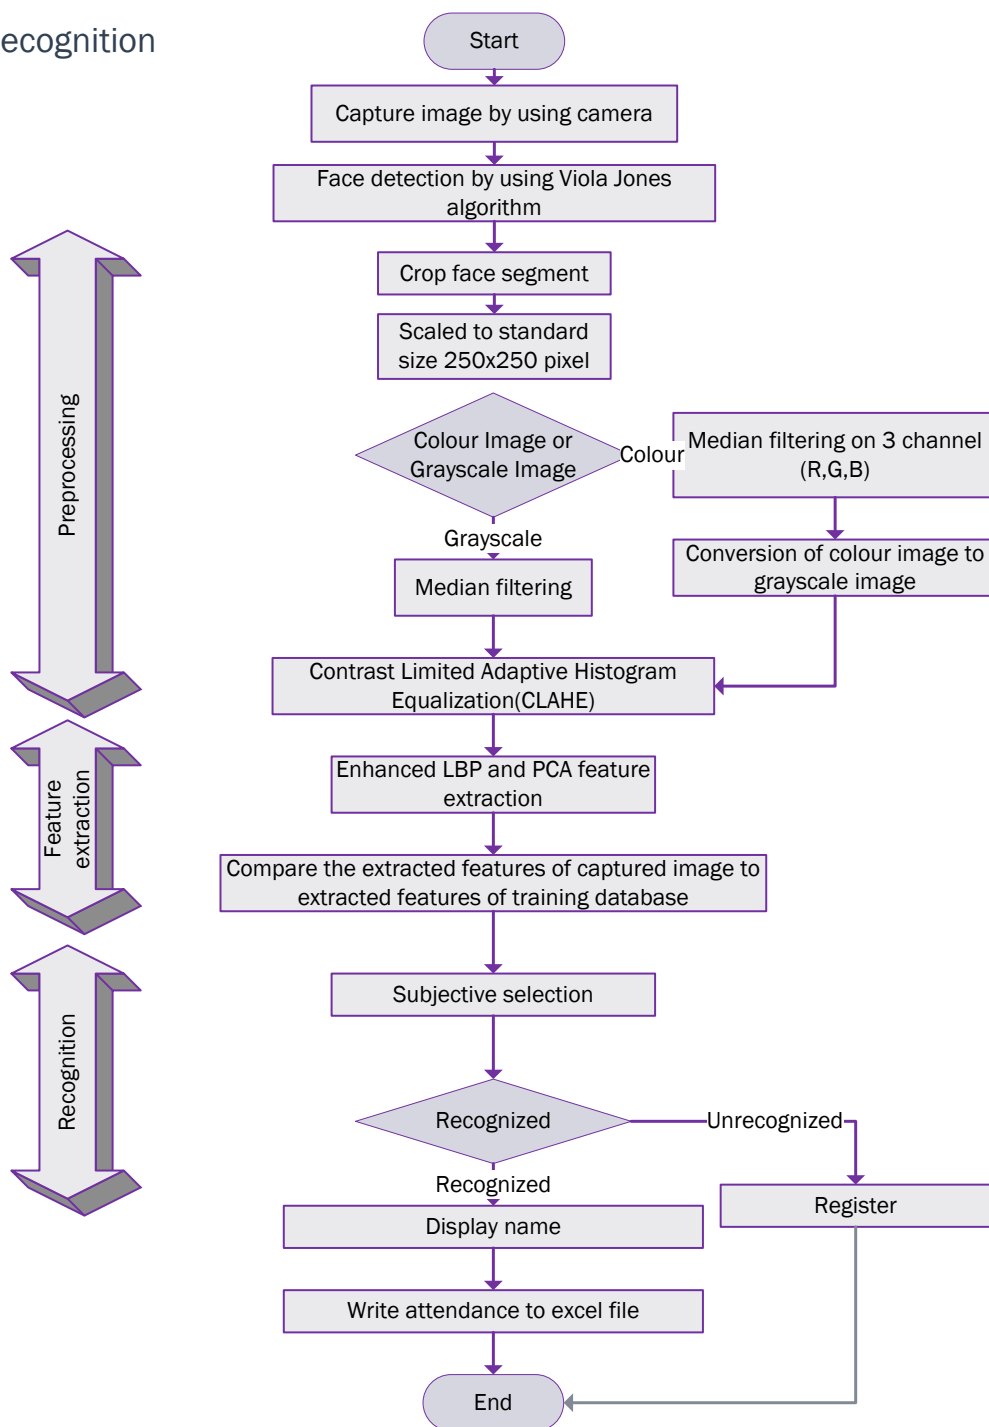 ecognition
Start
Capture image by using camera
Face detection by using Viola Jones
algorithm
Crop face segment
Scaled to standard
size 250x250 pixel
Preprocessing
Colour Image or
Grayscale Image
Colour
Median filtering on 3 channel
(R,G,B)
Grayscale
Conversion of colour image to
grayscale image
Median filtering
Contrast Limited Adaptive Histogram
Equalization(CLAHE)
Feature
extraction
Enhanced LBP and PCA feature
extraction
Compare the extracted features of captured image to
extracted features of training database
Recognition
Subjective selection
Recognized
Unrecognized
Recognized
Register
Display name
Write attendance to excel file
End